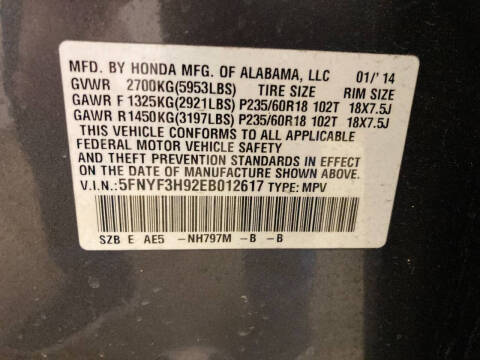 MFD. BY HONDA MFG. OF ALABAMA, LLC 01/'14
GVWR 2700KG(5953LBS) TIRE SIZE RIM SIZE
GAWR F 1325KG(2921LBS) P235/60R18 102T 18X7.5J
GAWR R 1450KG(3197LBS) P235/60R18 102T 18X7.5J
THIS VEHICLE CONFORMS TO ALL APPLICABLE
FEDERAL MOTOR VEHICLE SAFETY
AND THEFT PREVENTION STANDARDS IN EFFECT
ON THE DATE OF MANUFACTURE SHOWN ABOVE.
V.I.N.: 5FNYF3H92EB012617 TYPE: MPV
SZB E AE5 -NH797M -B -B